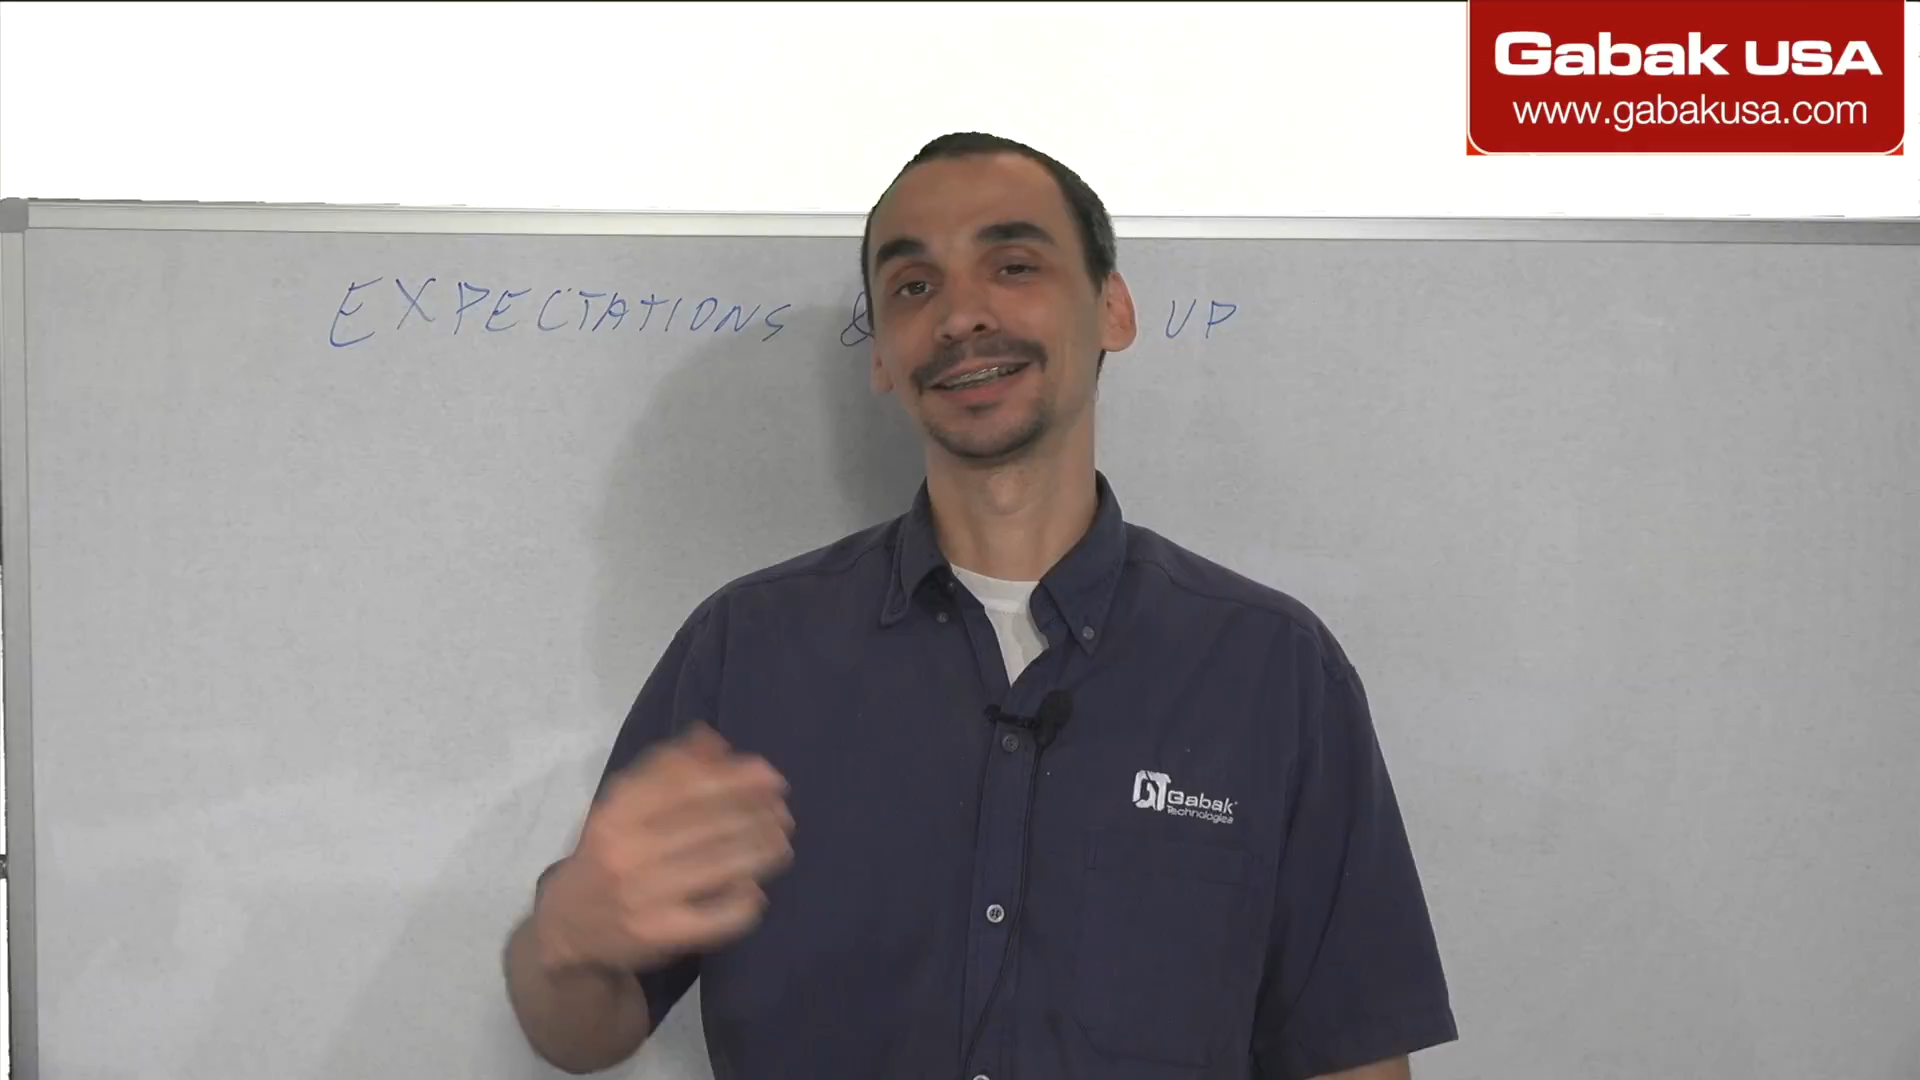 Gabak USA
www.gabakusa.com
EXPECTATIONS & UP
Gabak
Technologies